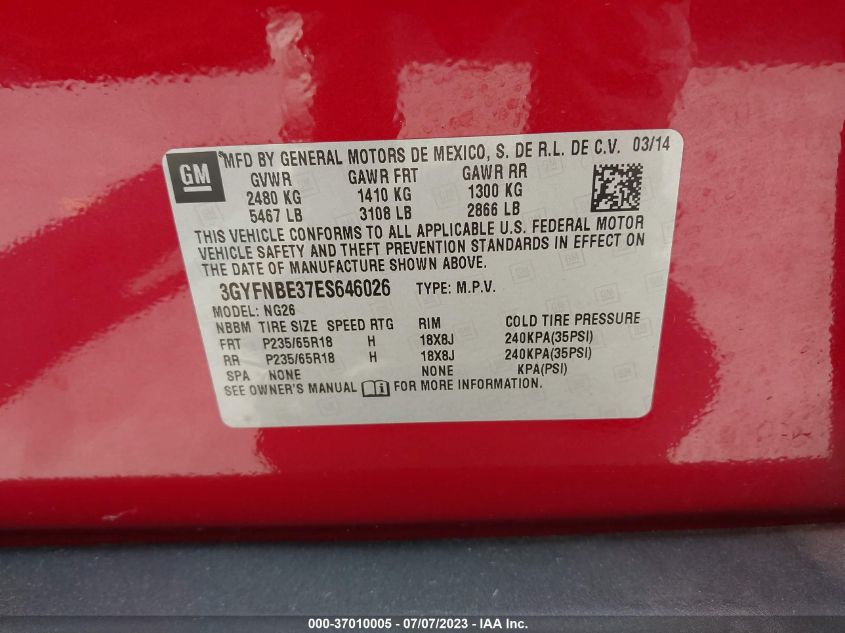 GM
*MFD BY GENERAL MOTORS DE MEXICO, S. DE R.L. DE C.V. 03/14
GVWR GAWR FRT GAWR RR
2480 KG 1410 KG 1300 KG
5467 LB 3108 LB 2866 LB
THIS VEHICLE CONFORMS TO ALL APPLICABLE U.S. FEDERAL MOTOR
VEHICLE SAFETY AND THEFT PREVENTION STANDARDS IN EFFECT ON
THE DATE OF MANUFACTURE SHOWN ABOVE.
3GYFNBE37ES646026 TYPE: M.P.V.
MODEL: NG26
NBBM TIRE SIZE SPEED RTG RIM COLD TIRE PRESSURE
FRT P235/65R18 H 18X8J 240KPA(35PSI)
RR P235/65R18 H 18X8J 240KPA(35PSI)
SPA NONE NONE KPA(PSI)
SEE OWNER'S MANUAL FOR MORE INFORMATION.
000-37010005 - 07/07/2023 - IAA Inc.